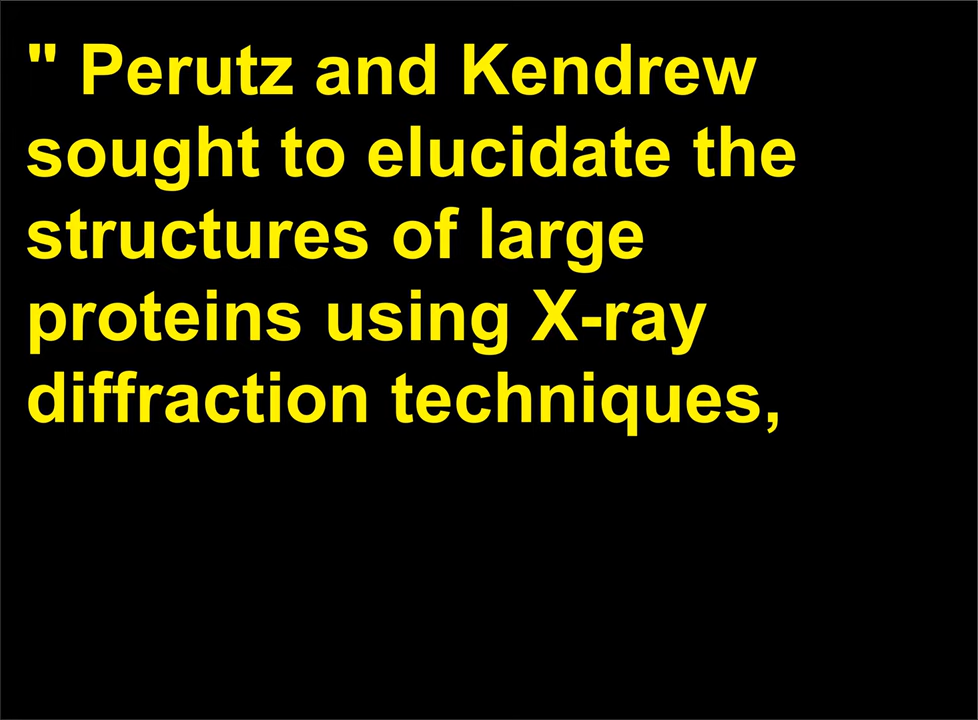 " Perutz and Kendrew
sought to elucidate the
structures of large
proteins using X-ray
diffraction techniques,